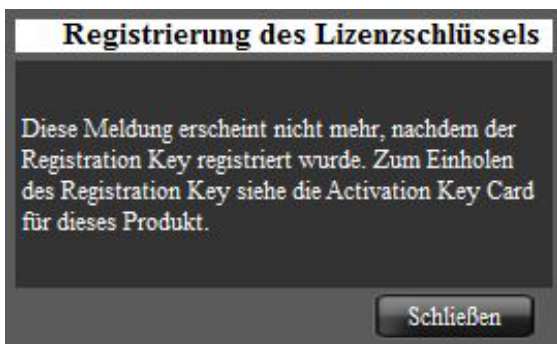 Registrierung des Lizenzschlüssels
Diese Meldung erscheint nicht mehr, nachdem der
Registration Key registriert wurde. Zum Einholen
des Registration Key siehe die Activation Key Card
für dieses Produkt.
Schließen